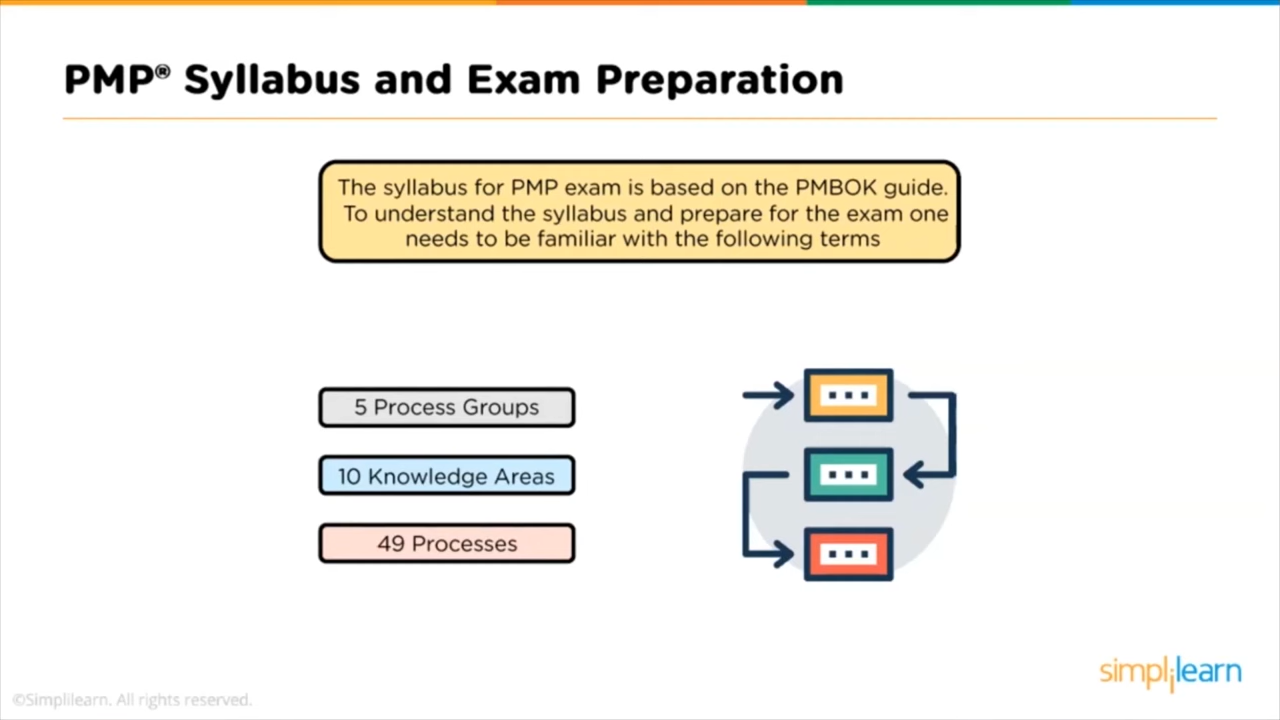 PMP® Syllabus and Exam Preparation
The syllabus for PMP exam is based on the PMBOK guide.
To understand the syllabus and prepare for the exam one
needs to be familiar with the following terms
5 Process Groups
10 Knowledge Areas
49 Processes
simplilearn
©Simplilearn. All rights reserved.